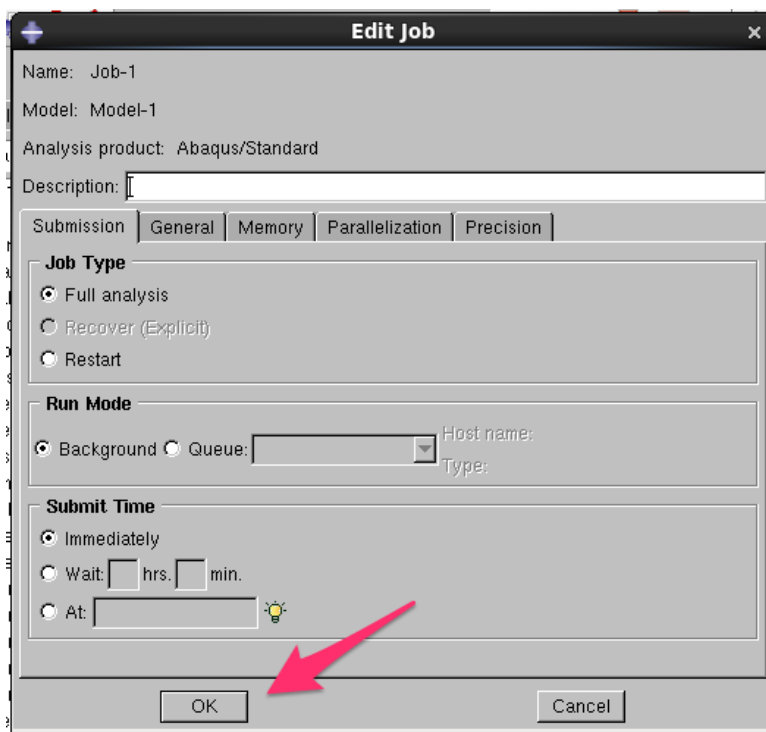 Edit Job
Name: Job-1
Model: Model-1
Analysis product: Abaqus/Standard
Description:
Submission General Memory Parallelization Precision
Job Type
Full analysis
Recover (Explicit)
Restart
Run Mode
Background Queue: Host name:
Type:
Submit Time
Immediately
Wait: hrs. min.
At:
OK Cancel